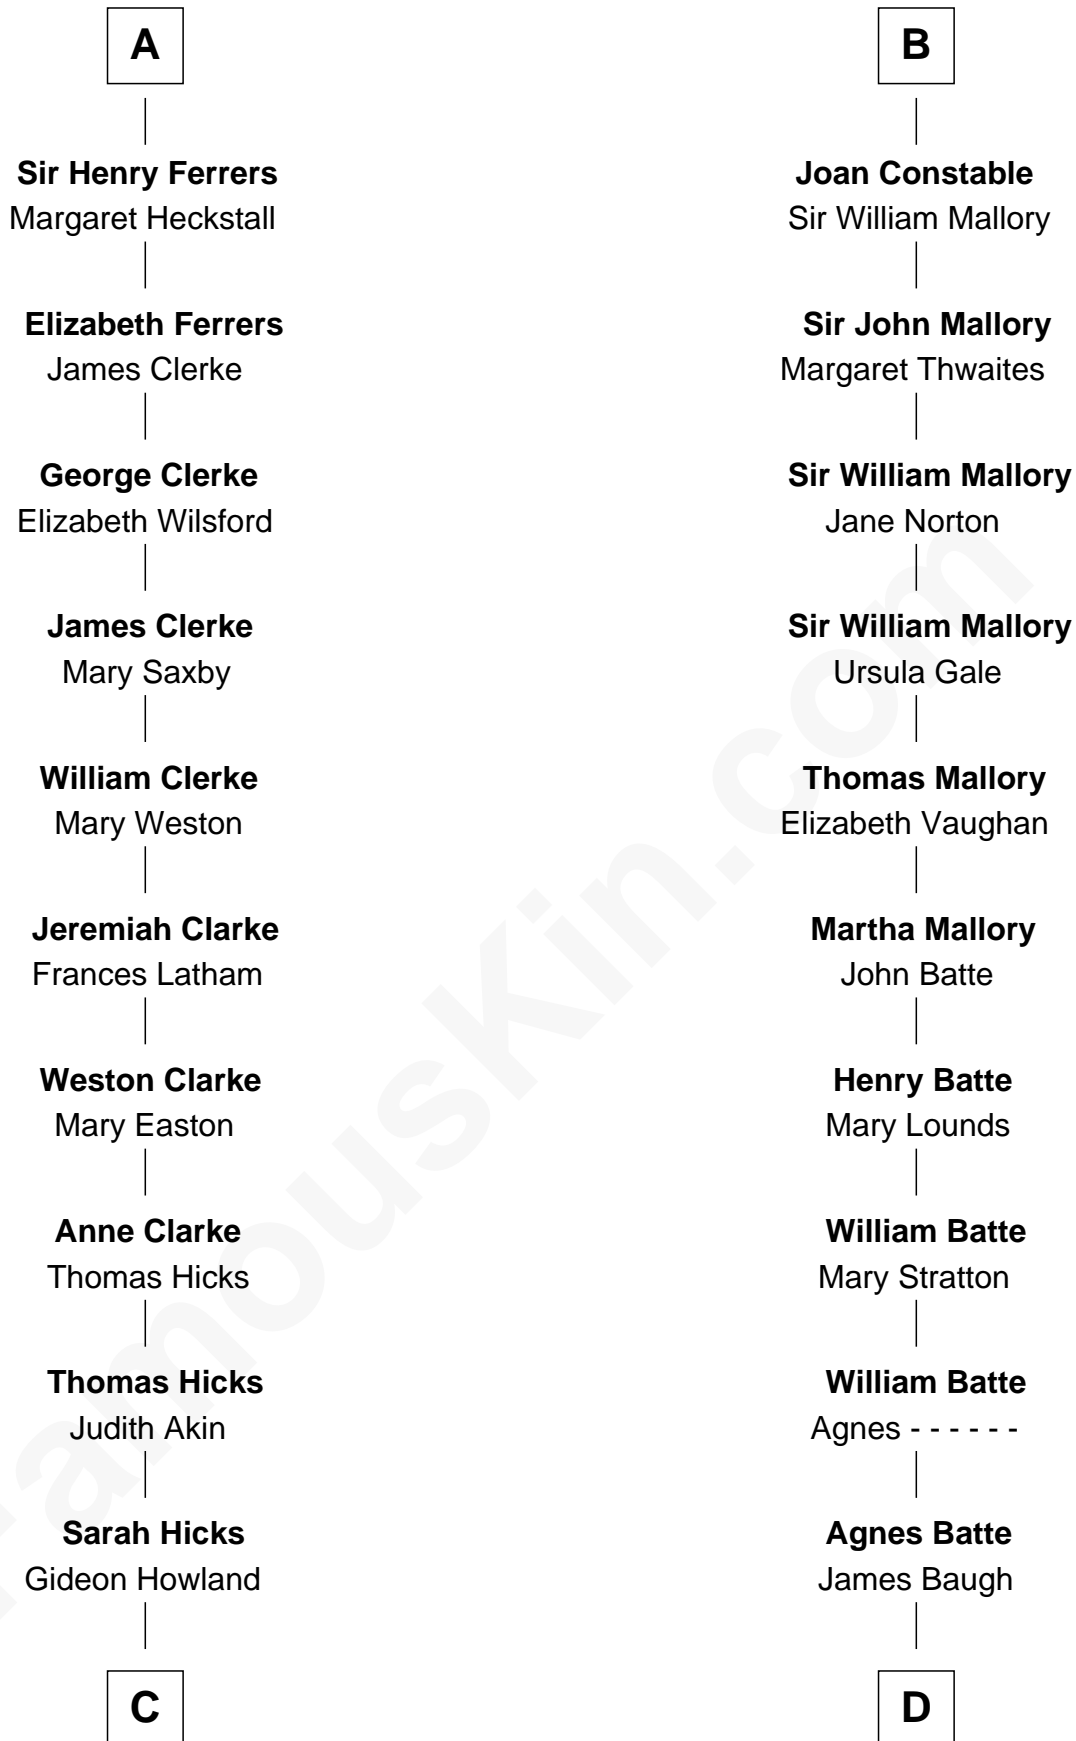 A
Sir Henry Ferrers
Margaret Heckstall
Elizabeth Ferrers
James Clerke
George Clerke
Elizabeth Wilsford
James Clerke
Mary Saxby
William Clerke
Mary Weston
Jeremiah Clarke
Frances Latham
Weston Clarke
Mary Easton
Anne Clarke
Thomas Hicks
Thomas Hicks
Judith Akin
Sarah Hicks
Gideon Howland
C
B
Joan Constable
Sir William Mallory
Sir John Mallory
Margaret Thwaites
Sir William Mallory
Jane Norton
Sir William Mallory
Ursula Gale
Thomas Mallory
Elizabeth Vaughan
Martha Mallory
John Batte
Henry Batte
Mary Lounds
William Batte
Mary Stratton
William Batte
Agnes - - - - - -
Agnes Batte
James Baugh
D
FamousKin.com